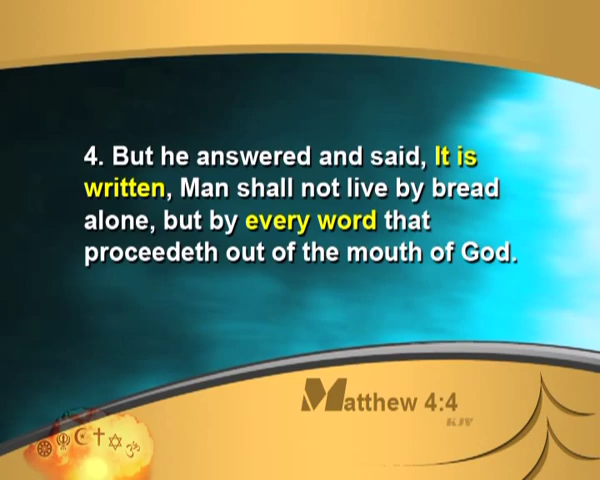 4. But he answered and said, It is
written, Man shall not live by bread
alone, but by every word that
proceedeth out of the mouth of God.
Matthew 4:4
KJV